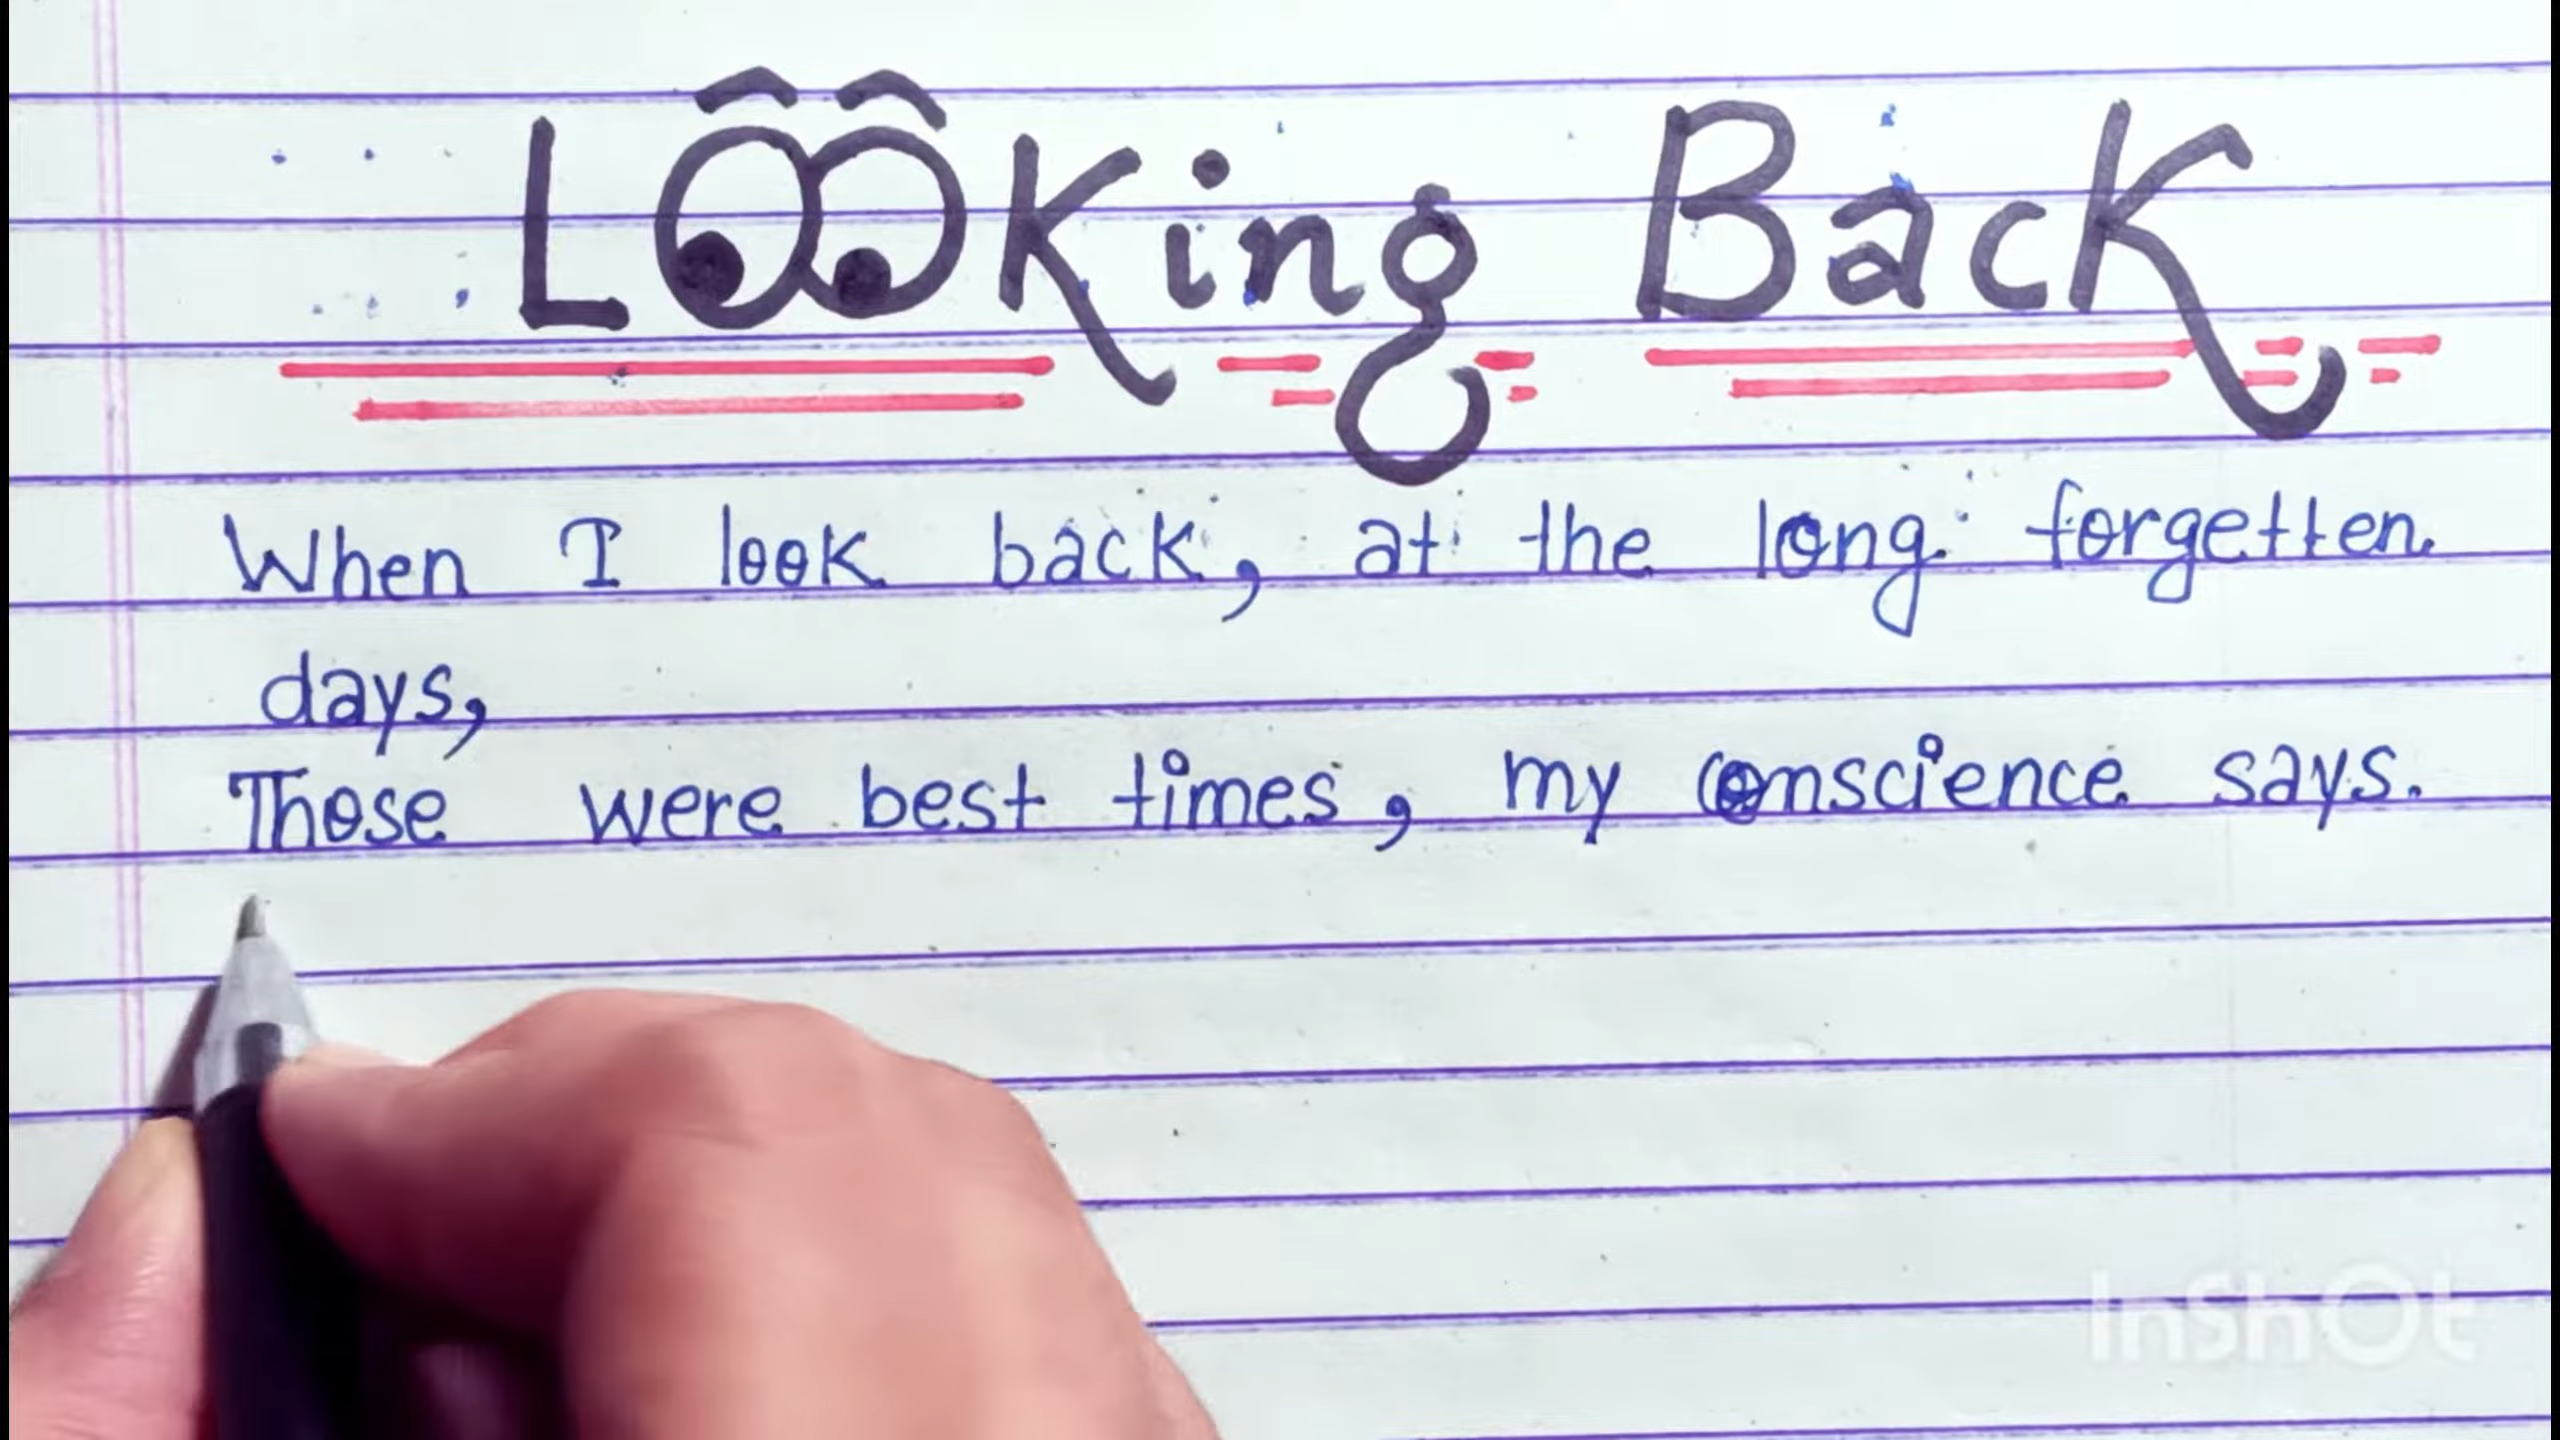 Looking Back
When I look back, at the long forgetten
days,
Those were best times, my conscience says.
InShOt